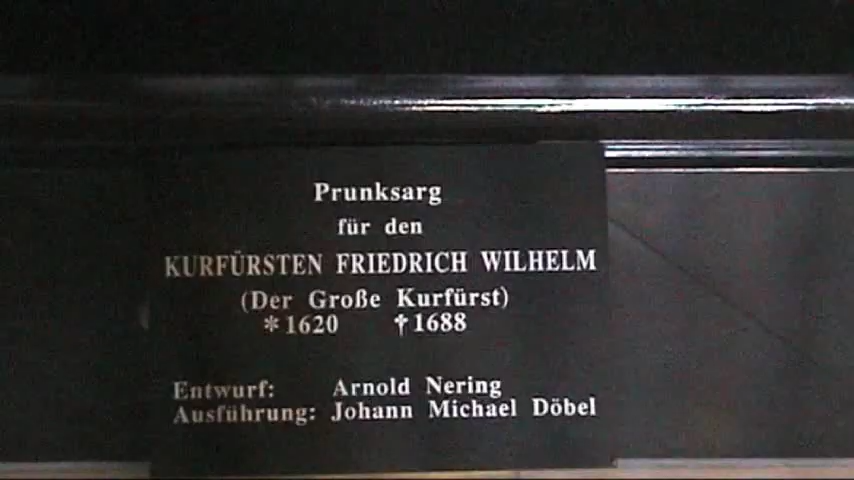 Prunksarg
für den
KURFÜRSTEN FRIEDRICH WILHELM
(Der Große Kurfürst)
*1620 †1688
Entwurf: Arnold Nering
Ausführung: Johann Michael Döbel